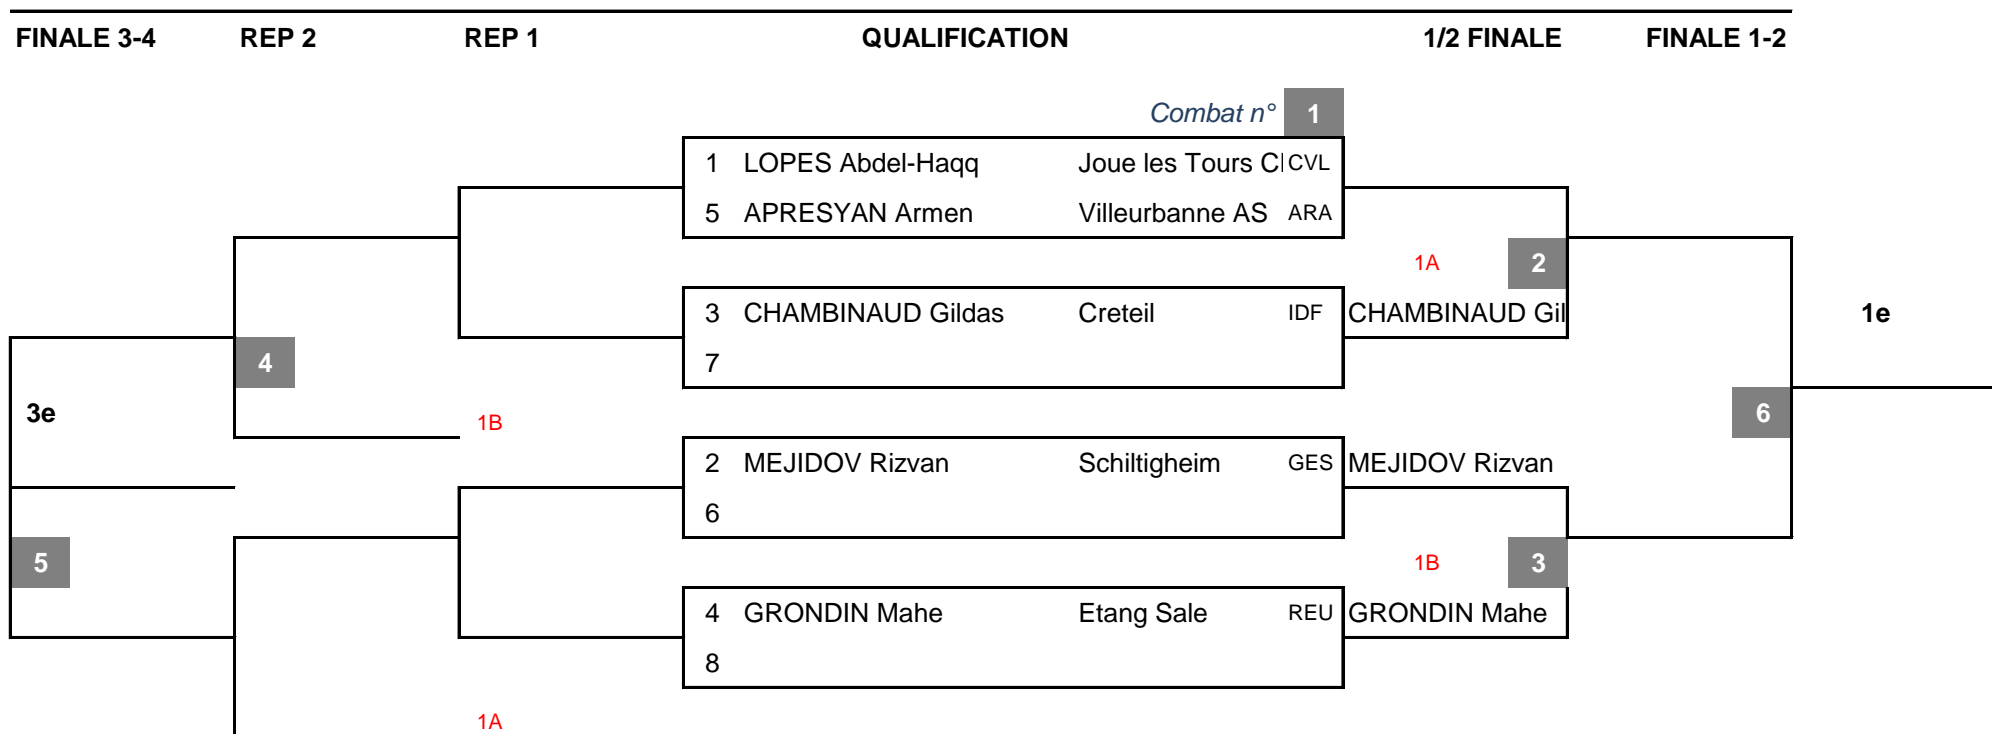 FINALE 3-4 REP 2 REP 1 QUALIFICATION 1/2 FINALE FINALE 1-2
Combat n° 1
1 LOPES Abdel-Haqq Joue les Tours CVL
5 APRESYAN Armen Villeurbanne AS ARA
1A 2
3 CHAMBINAUD Gildas Creteil IDF CHAMBINAUD Gil 1e
4 7
3e 1B 6
2 MEJIDOV Rizvan Schiltigheim GES MEJIDOV Rizvan
6
5 1B 3
4 GRONDIN Mahe Etang Sale REU GRONDIN Mahe
8
1A